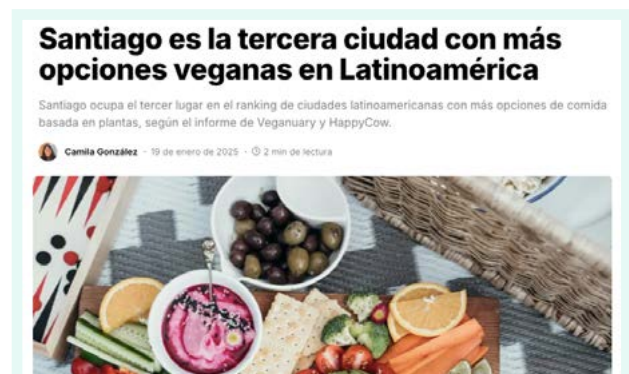 Santiago es la tercera ciudad con más
opciones veganas en Latinoamérica
Santiago ocupa el tercer lugar en el ranking de ciudades latinoamericanas con más opciones de comida
basada en plantas, según el informe de Veganuary y HappyCow.
Camila González - 19 de enero de 2025 - 2 min de lectura